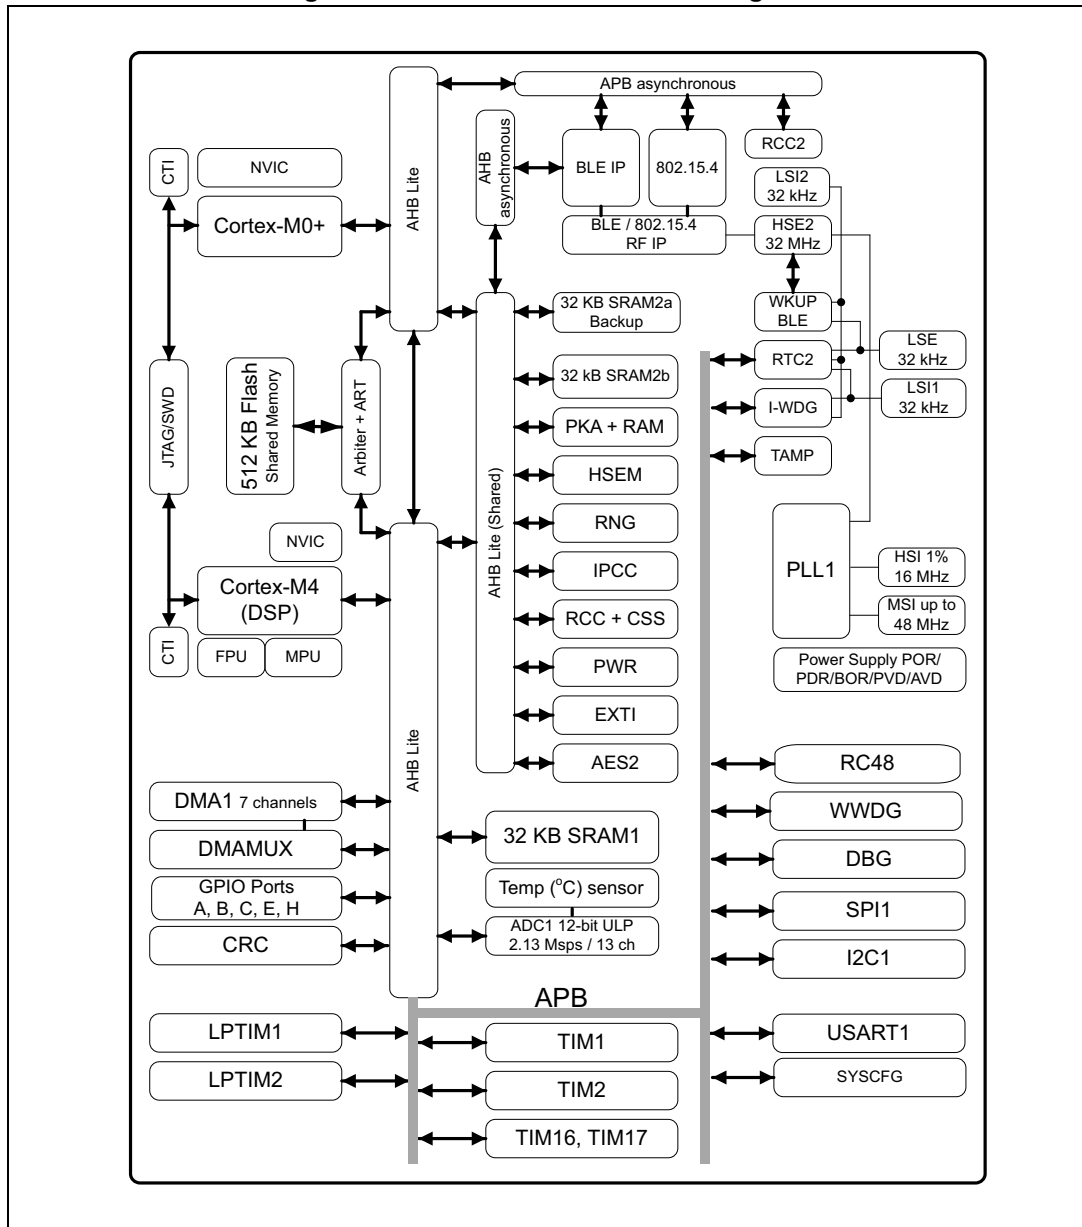 APB asynchronous
AHB Lite
AHB
asynchronous
BLE IP
802.15.4
RCC2
CTI
NVIC
Cortex-M0+
LSI2
32 kHz
BLE / 802.15.4
RF IP
HSE2
32 MHz
32 KB SRAM2a
Backup
WKUP
BLE
JTAG/SWD
512 KB Flash
Shared Memory
Arbiter + ART
AHB Lite (Shared)
32 kB SRAM2b
RTC2
LSE
32 kHz
LSI1
32 kHz
PKA + RAM
I-WDG
TAMP
HSEM
RNG
NVIC
IPCC
PLL1
HSI 1%
16 MHz
Cortex-M4
(DSP)
RCC + CSS
MSI up to
48 MHz
CTI
FPU
MPU
PWR
Power Supply POR/
PDR/BOR/PVD/AVD
EXTI
AHB Lite
AES2
RC48
DMA1 7 channels
WWDG
DMAMUX
32 KB SRAM1
DBG
GPIO Ports
A, B, C, E, H
Temp (°C) sensor
SPI1
CRC
ADC1 12-bit ULP
2.13 Msps / 13 ch
I2C1
APB
LPTIM1
TIM1
USART1
LPTIM2
TIM2
SYSCFG
TIM16, TIM17